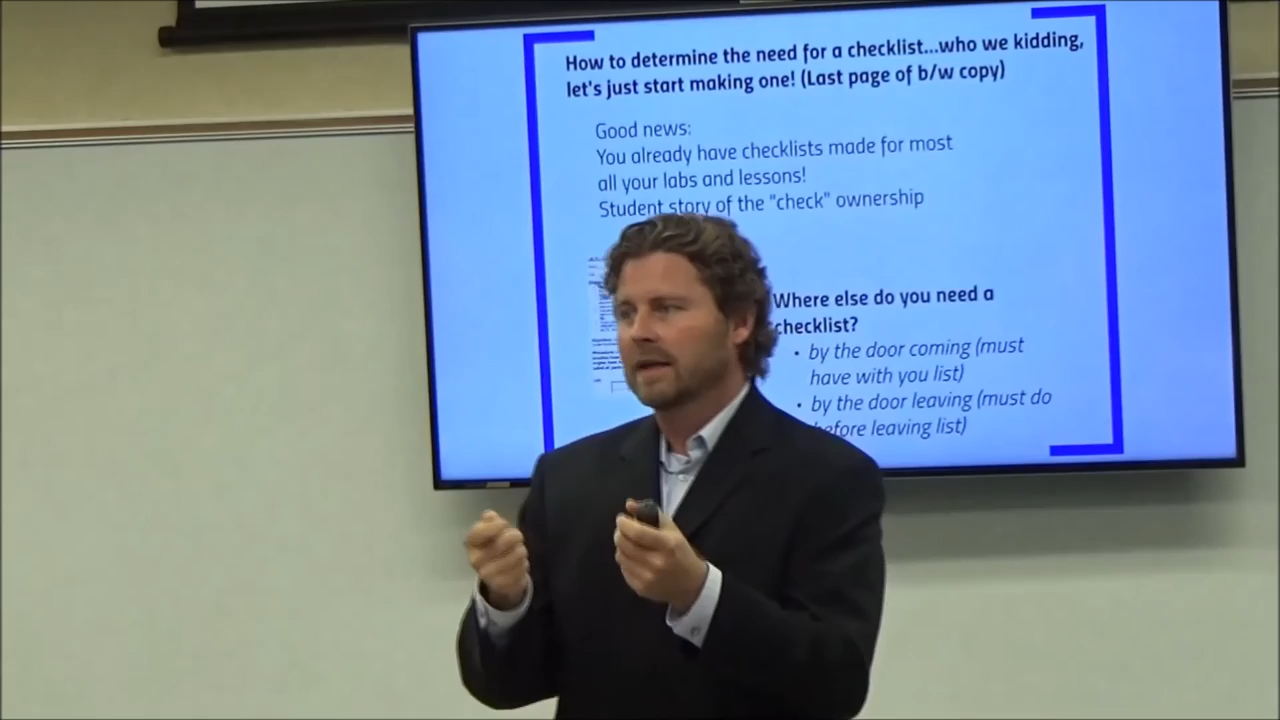 How to determine the need for a checklist...who we kidding,
let's just start making one! (Last page of b/w copy)
Good news:
You already have checklists made for most
all your labs and lessons!
Student story of the "check" ownership
Where else do you need a
checklist?
• by the door coming (must
have with you list)
• by the door leaving (must do
before leaving list)